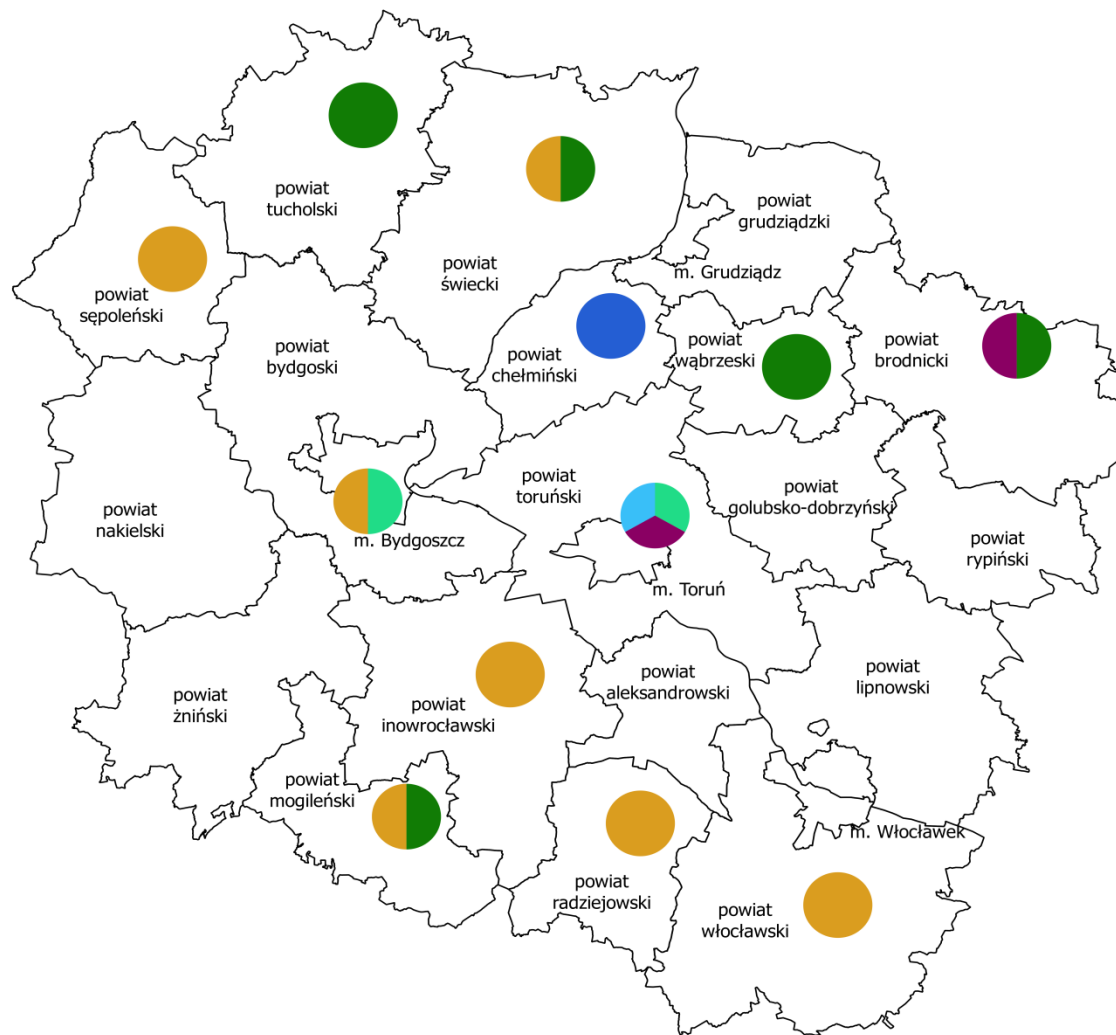 powiat
tucholski
powiat
grudziądzki
powiat
świecki
m. Grudziądz
powiat
sępoleński
powiat
bydgoski
powiat
chełmiński
powiat
wąbrzeski
powiat
brodnicki
powiat
toruński
powiat
golubsko-dobrzyński
powiat
nakielski
m. Bydgoszcz
powiat
rypiński
m. Toruń
powiat
aleksandrowski
powiat
lipnowski
powiat
żniński
powiat
inowrocławski
powiat
mogileński
m. Włocławek
powiat
radziejowski
powiat
włocławski